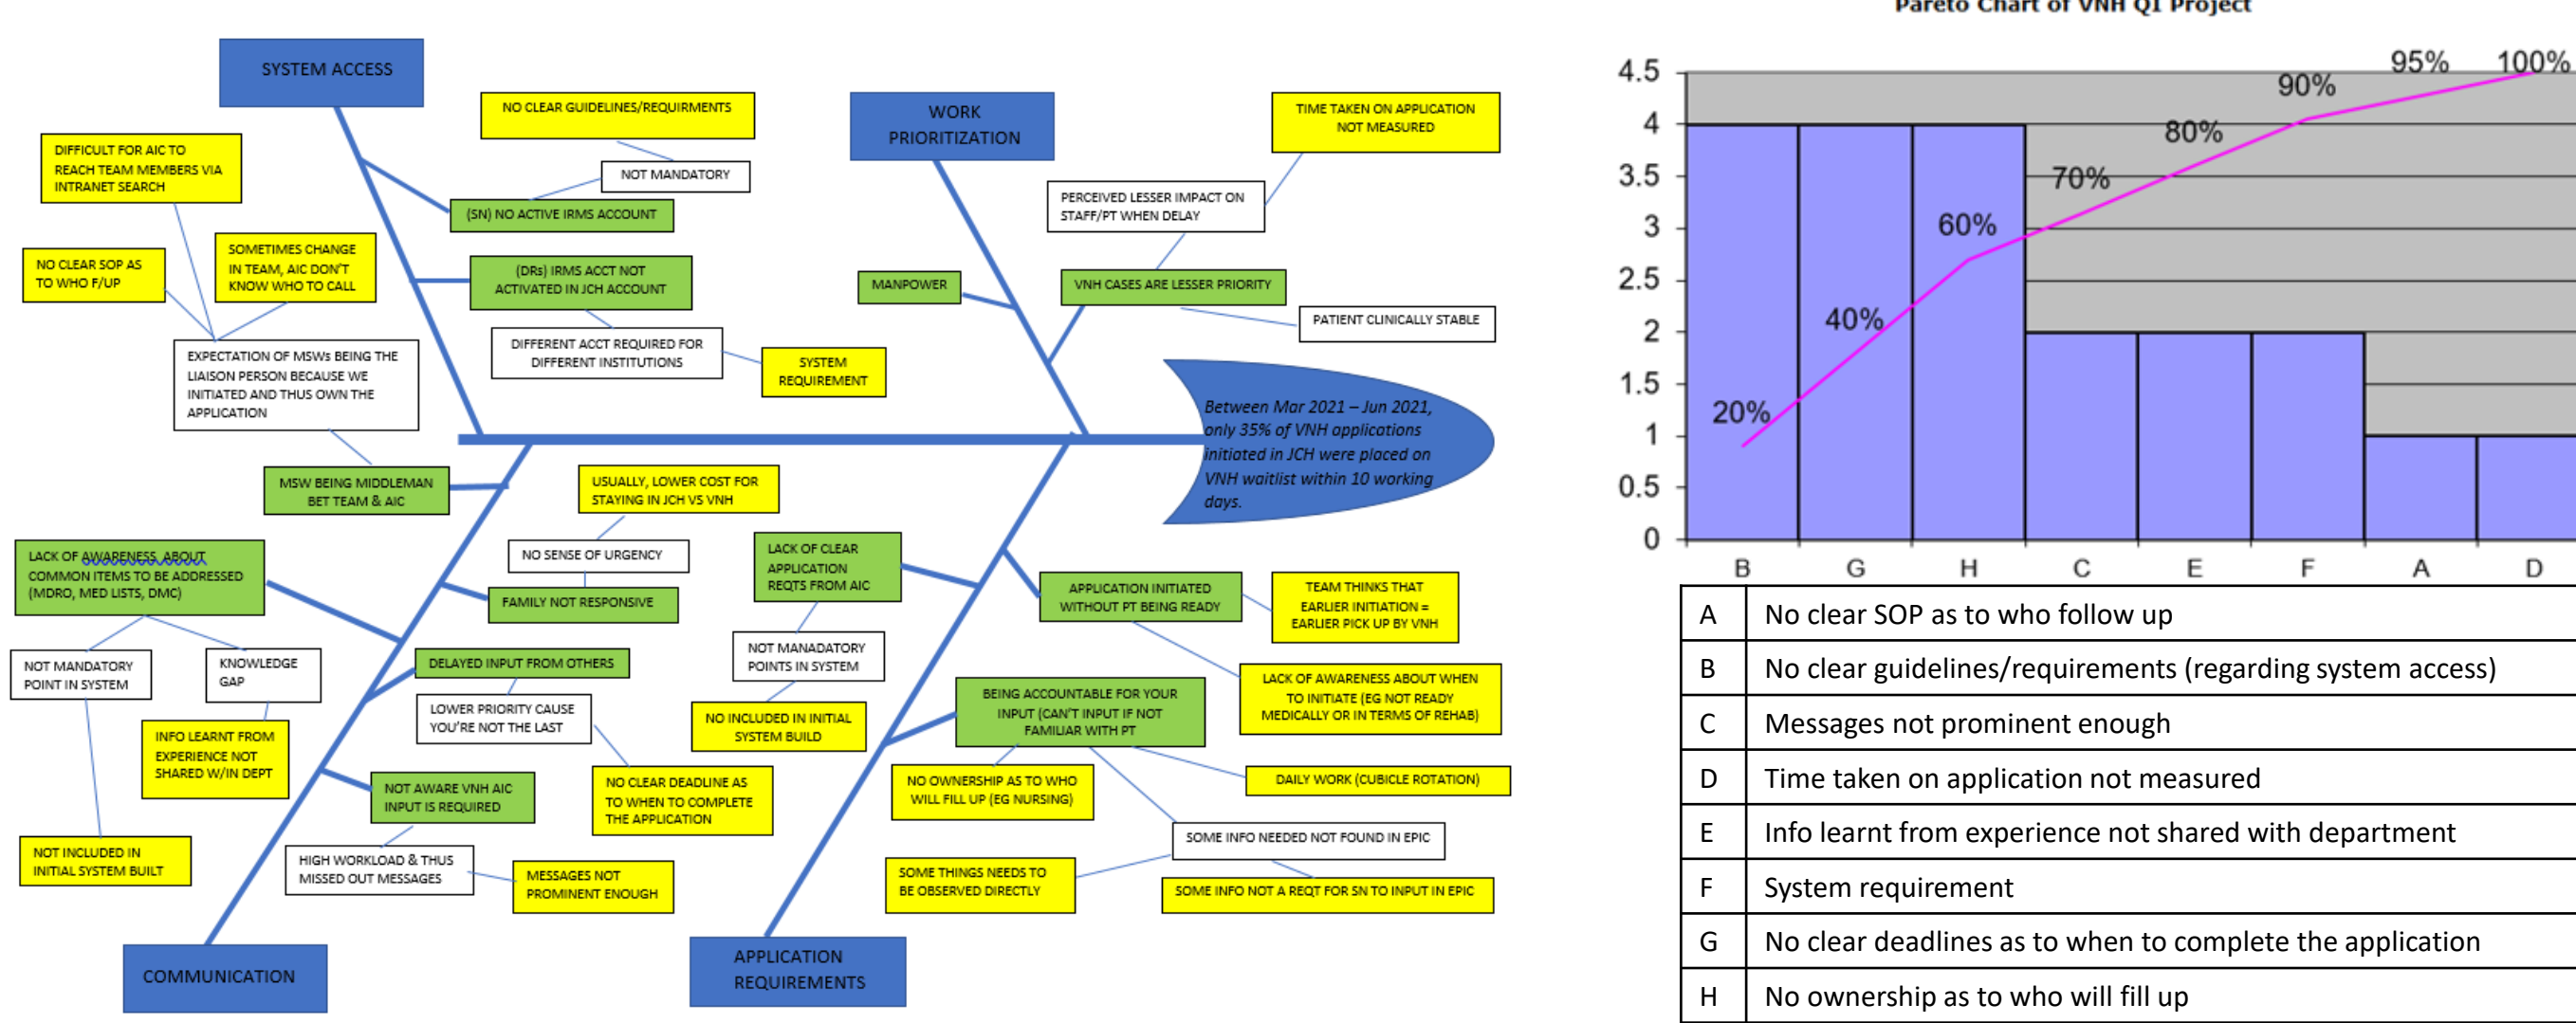 SYSTEM ACCESS
NO CLEAR GUIDELINES/REQUIRMENTS
NOT MANDATORY
(SN) NO ACTIVE IRMS ACCOUNT
DIFFICULT FOR AIC TO
REACH TEAM MEMBERS VIA
INTRANET SEARCH
NO CLEAR SOP AS
TO WHO F/UP
SOMETIMES CHANGE
IN TEAM, AIC DON'T
KNOW WHO TO CALL
(DRs) IRMS ACCT NOT
ACTIVATED IN JCH ACCOUNT
DIFFERENT ACCT REQUIRED FOR
DIFFERENT INSTITUTIONS
SYSTEM
REQUIREMENT
EXPECTATION OF MSWs BEING THE
LIAISON PERSON BECAUSE WE
INITIATED AND THUS OWN THE
APPLICATION
MSW BEING MIDDLEMAN
BET TEAM & AIC
WORK
PRIORITIZATION
TIME TAKEN ON APPLICATION
NOT MEASURED
PERCEIVED LESSER IMPACT ON
STAFF/PT WHEN DELAY
MANPOWER
VNH CASES ARE LESSER PRIORITY
PATIENT CLINICALLY STABLE
Between Mar 2021 – Jun 2021,
only 35% of VNH applications
initiated in JCH were placed on
VNH waitlist within 10 working
days.
USUALLY, LOWER COST FOR
STAYING IN JCH VS VNH
NO SENSE OF URGENCY
FAMILY NOT RESPONSIVE
LACK OF AWARENESS ABOUT
COMMON ITEMS TO BE ADDRESSED
(MDRO, MED LISTS, DMC)
NOT MANDATORY
POINT IN SYSTEM
KNOWLEDGE
GAP
INFO LEARNT FROM
EXPERIENCE NOT
SHARED W/IN DEPT
NOT INCLUDED IN
INITIAL SYSTEM BUILT
DELAYED INPUT FROM OTHERS
LOWER PRIORITY CAUSE
YOU'RE NOT THE LAST
NO CLEAR DEADLINE AS
TO WHEN TO COMPLETE
THE APPLICATION
NOT AWARE VNH AIC
INPUT IS REQUIRED
HIGH WORKLOAD & THUS
MISSED OUT MESSAGES
MESSAGES NOT
PROMINENT ENOUGH
COMMUNICATION
LACK OF CLEAR
APPLICATION
REQTS FROM AIC
NOT MANADATORY
POINTS IN SYSTEM
NO INCLUDED IN INITIAL
SYSTEM BUILD
APPLICATION INITIATED
WITHOUT PT BEING READY
TEAM THINKS THAT
EARLIER INITIATION =
EARLIER PICK UP BY VNH
LACK OF AWARENESS ABOUT WHEN
TO INITIATE (EG NOT READY
MEDICALLY OR IN TERMS OF REHAB)
BEING ACCOUNTABLE FOR YOUR
INPUT (CAN'T INPUT IF NOT
FAMILIAR WITH PT
NO OWNERSHIP AS TO WHO
WILL FILL UP (EG NURSING)
DAILY WORK (CUBICLE ROTATION)
SOME INFO NEEDED NOT FOUND IN EPIC
SOME THINGS NEEDS TO
BE OBSERVED DIRECTLY
SOME INFO NOT A REQT FOR SN TO INPUT IN EPIC
APPLICATION
REQUIREMENTS
Pareto Chart of VNH QI Project
4.5
4
3.5
3
2.5
2
1.5
1
0.5
0
20%
40%
60%
70%
80%
90%
95%
100%
B G H C E F A D
A No clear SOP as to who follow up
B No clear guidelines/requirements (regarding system access)
C Messages not prominent enough
D Time taken on application not measured
E Info learnt from experience not shared with department
F System requirement
G No clear deadlines as to when to complete the application
H No ownership as to who will fill up